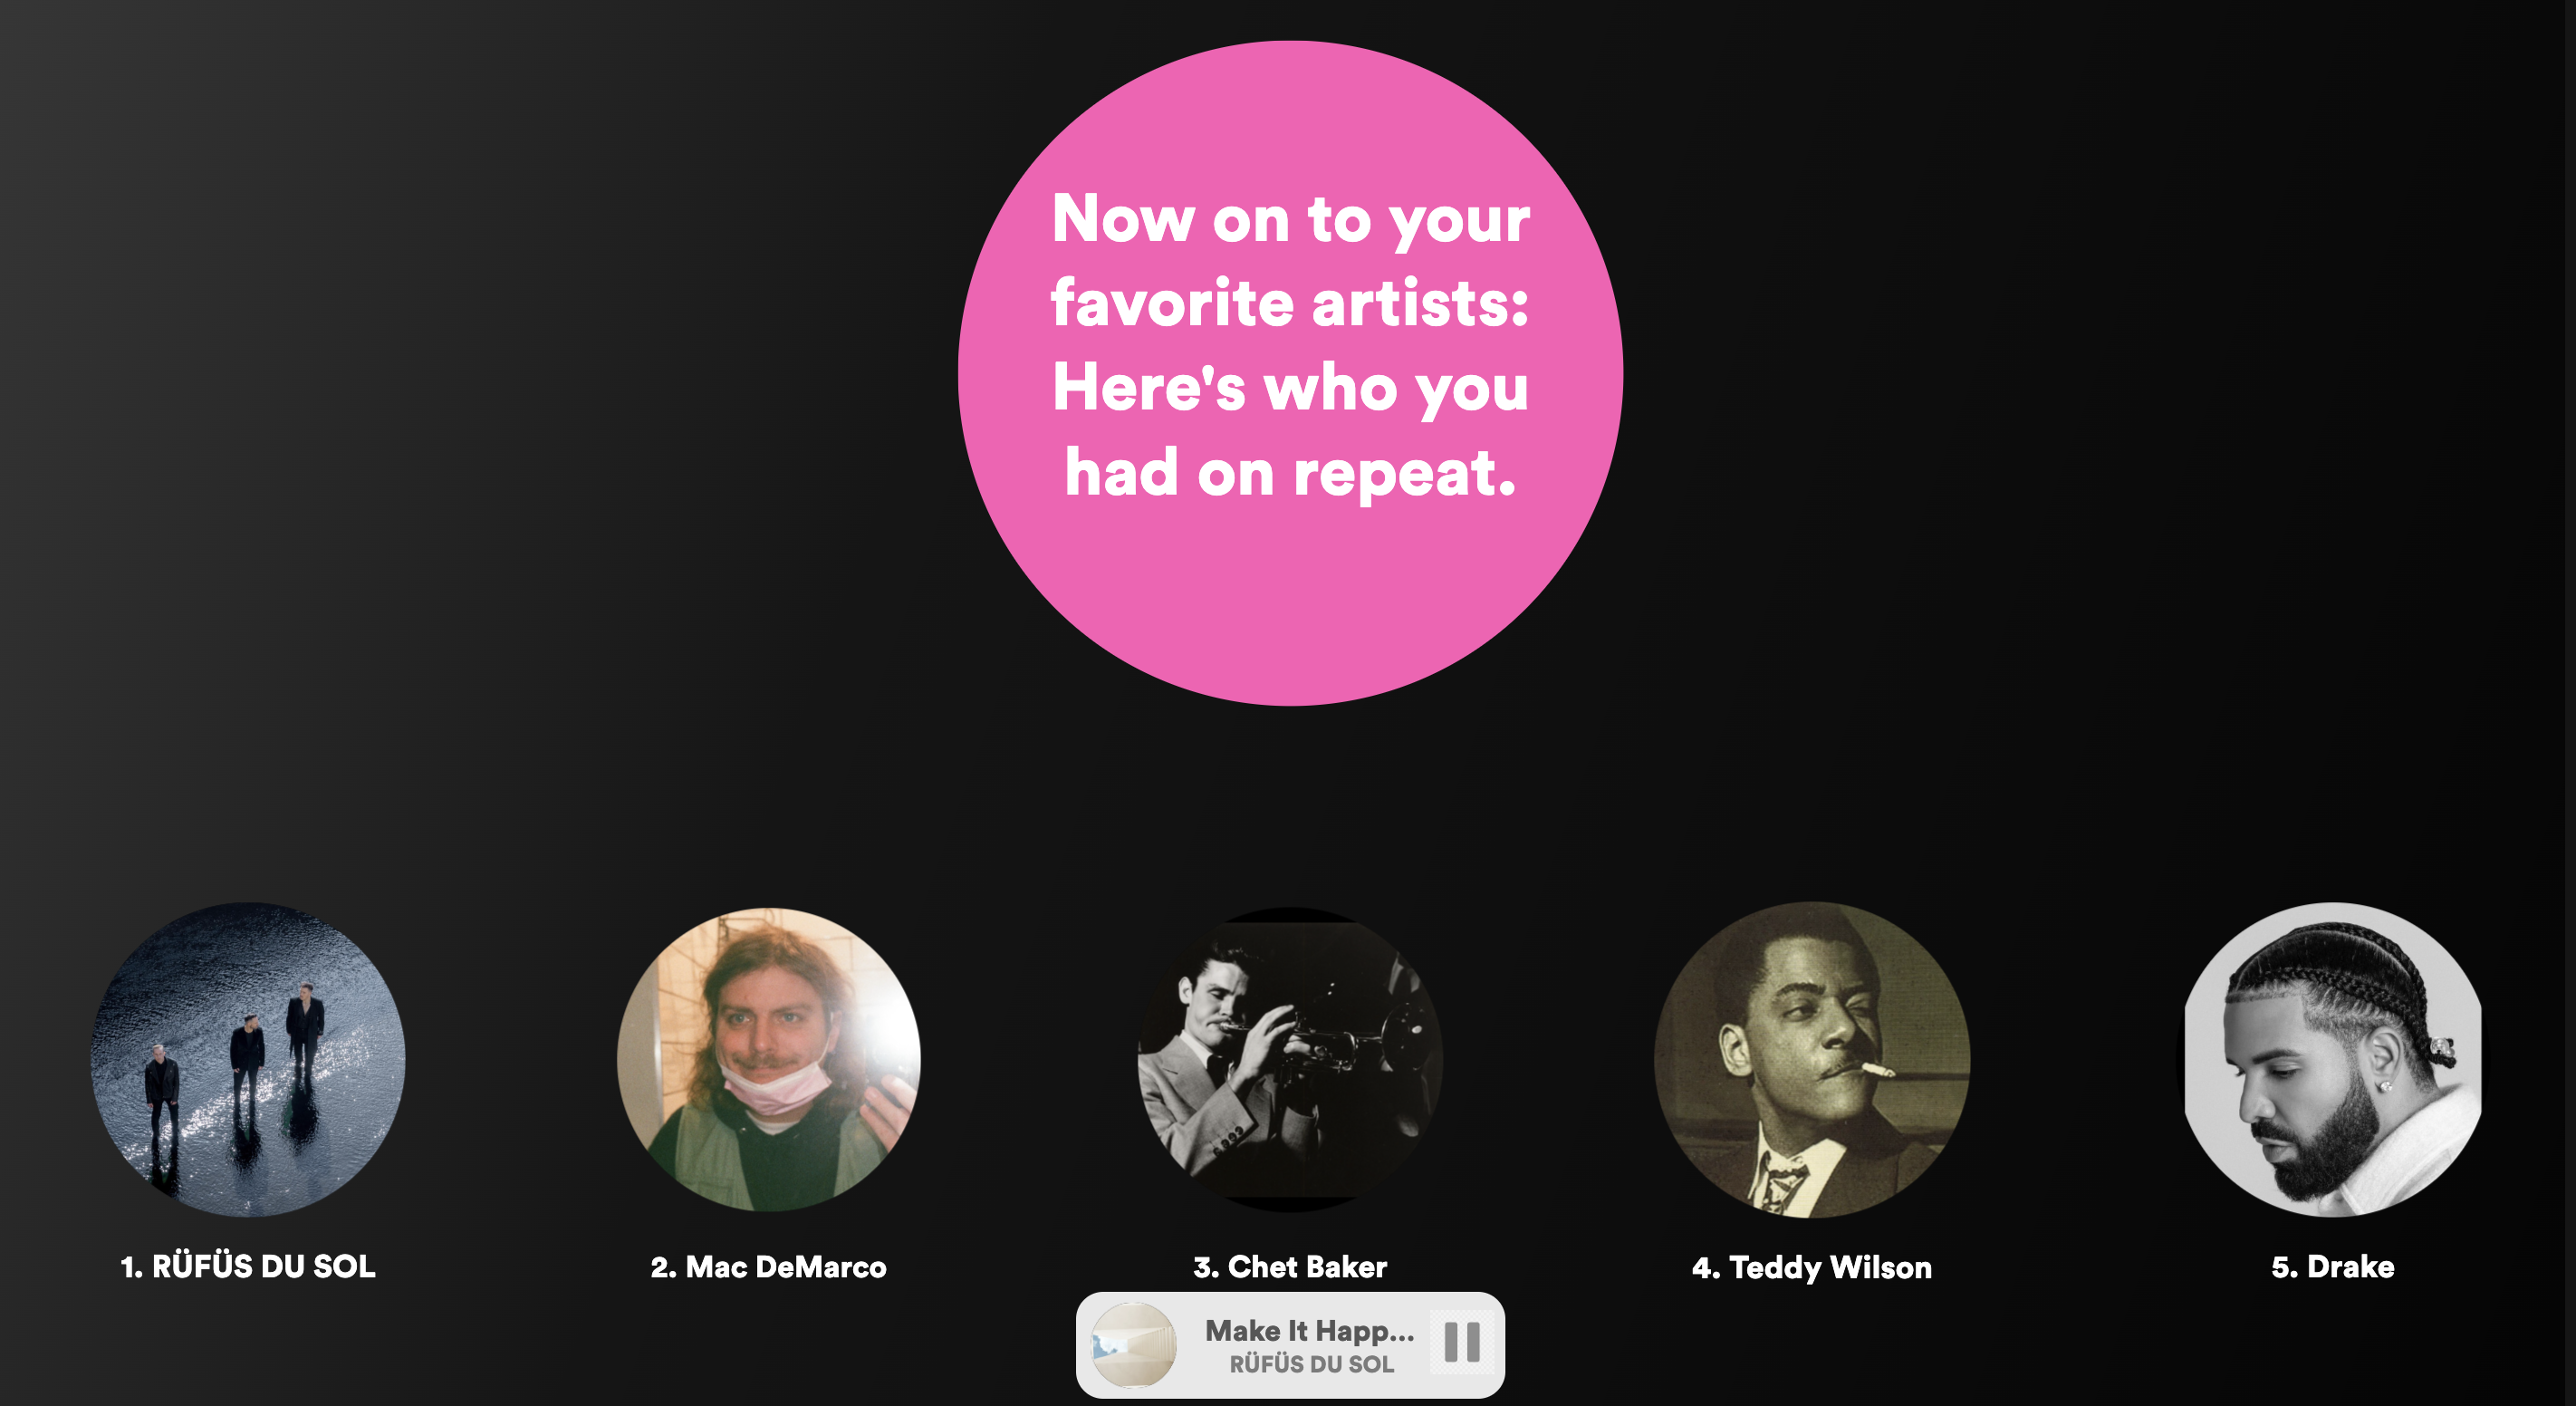 Now on to your
favorite artists:
Here's who you
had on repeat.
1. RÜFÜS DU SOL
2. Mac DeMarco
3. Chet Baker
4. Teddy Wilson
5. Drake
Make It Happ...
RÜFÜS DU SOL